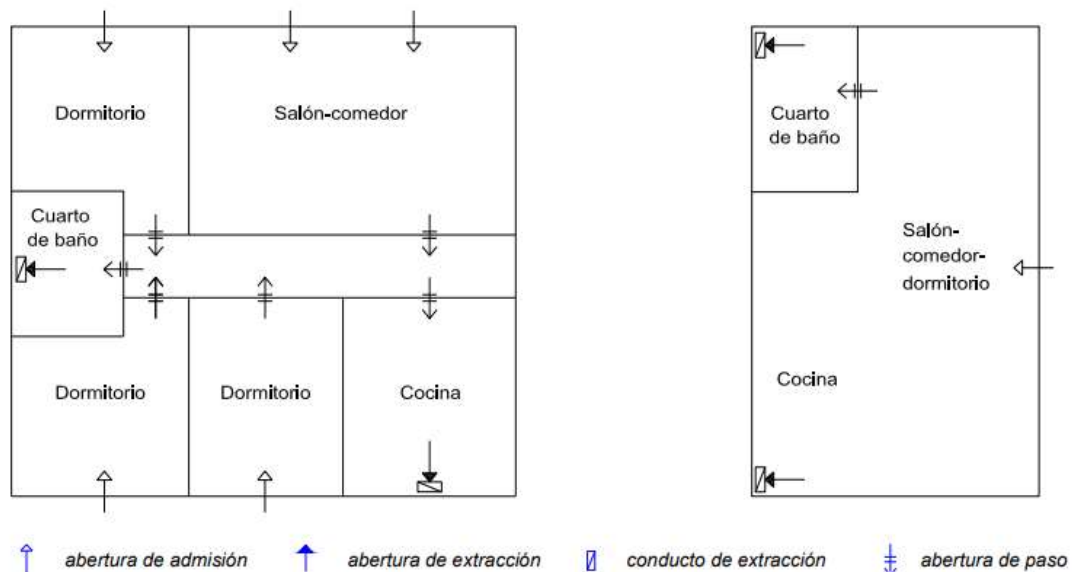 Dormitorio
Salón-comedor
Cuarto
de baño
Dormitorio
Dormitorio
Cocina
Cuarto
de baño
Salón-
comedor-
dormitorio
Cocina
abertura de admisión
abertura de extracción
conducto de extracción
abertura de paso